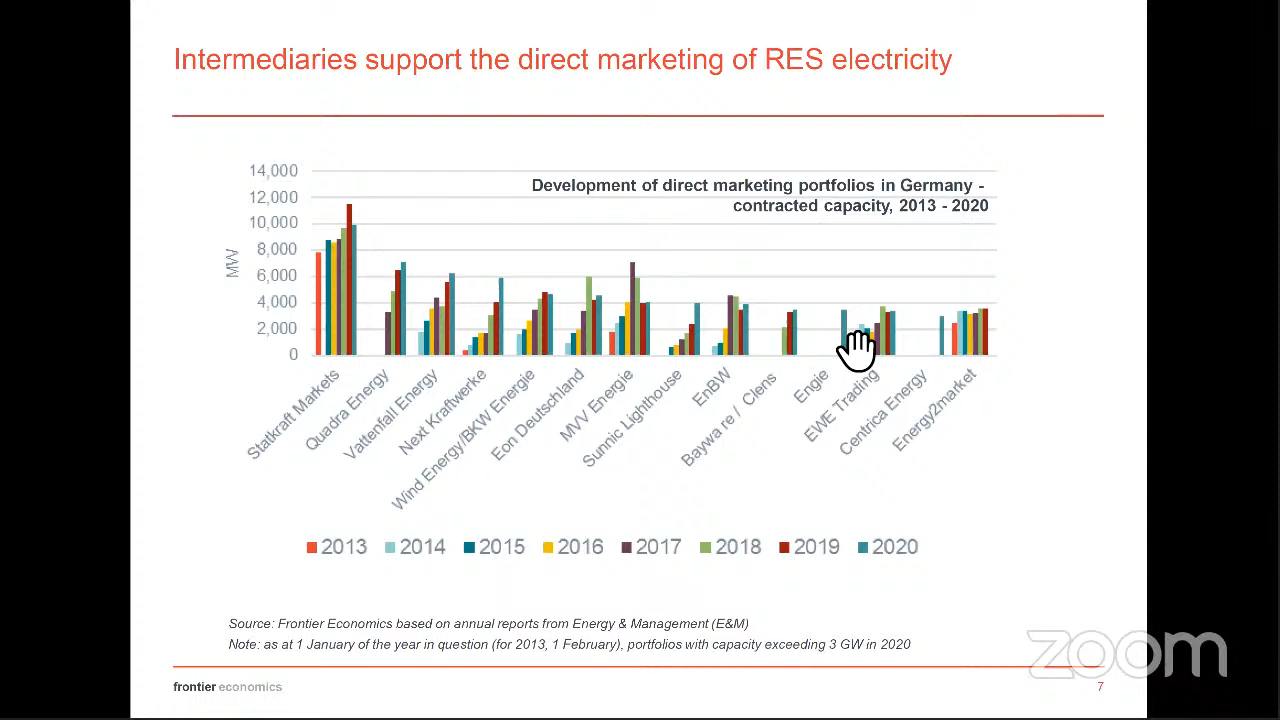 Intermediaries support the direct marketing of RES electricity
Development of direct marketing portfolios in Germany -
contracted capacity, 2013 - 2020
MW
14,000
12,000
10,000
8,000
6,000
4,000
2,000
0
Statkraft Markets
Quadra Energy
Vattenfall Energy
Next Kraftwerke
Wind Energy/BKW Energie
Eon Deutschland
MVV Energie
Sunnic Lighthouse
EnBW
Baywa re / Clens
Engie
EWE Trading
Centrica Energy
Energy2market
2013 2014 2015 2016 2017 2018 2019 2020
Source: Frontier Economics based on annual reports from Energy & Management (E&M)
Note: as at 1 January of the year in question (for 2013, 1 February), portfolios with capacity exceeding 3 GW in 2020
frontier economics
7
zoom